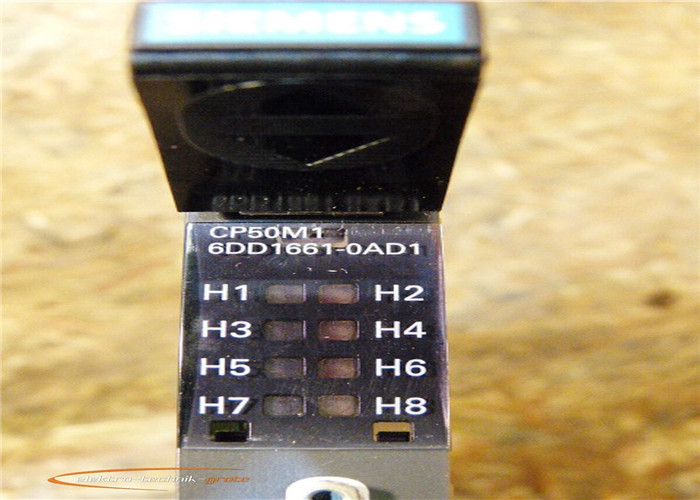 SIEMENS
CP50M1
6DD1661-0AD1
H1 H2
H3 H4
H5 H6
H7 H8
elektro-technik-grote